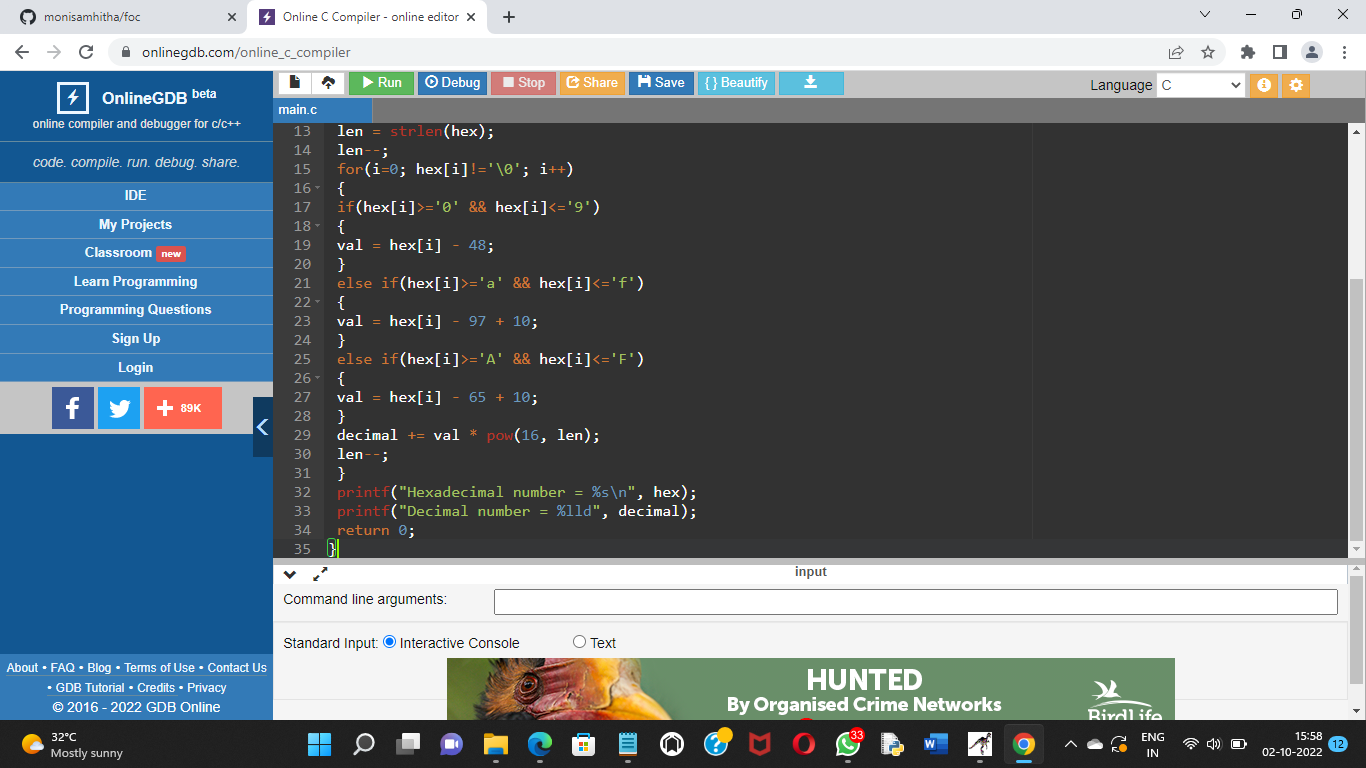 monisamhitha/foc
Online C Compiler - online editor
onlinegdb.com/online_c_compiler
OnlineGDB beta
online compiler and debugger for c/c++
code. compile. run. debug. share.
IDE
My Projects
Classroom new
Learn Programming
Programming Questions
Sign Up
Login
89K
About • FAQ • Blog • Terms of Use • Contact Us
• GDB Tutorial • Credits • Privacy
© 2016 - 2022 GDB Online
Run Debug Stop Share Save { } Beautify
Language C
main.c
13 len = strlen(hex);
14 len--;
15 for(i=0; hex[i]!='\0'; i++)
16 {
17 if(hex[i]>='0' && hex[i]<='9')
18 {
19 val = hex[i] - 48;
20 }
21 else if(hex[i]>='a' && hex[i]<='f')
22 {
23 val = hex[i] - 97 + 10;
24 }
25 else if(hex[i]>='A' && hex[i]<='F')
26 {
27 val = hex[i] - 65 + 10;
28 }
29 decimal += val * pow(16, len);
30 len--;
31 }
32 printf("Hexadecimal number = %s\n", hex);
33 printf("Decimal number = %lld", decimal);
34 return 0;
35 }
input
Command line arguments:
Standard Input: Interactive Console Text
HUNTED
By Organised Crime Networks
BirdLife
32°C
Mostly sunny
33
ENG
IN
15:58
02-10-2022
12